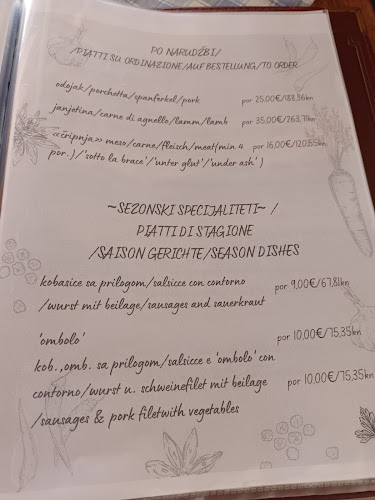 PO NARUDŽBI/
/PIATTI SU ORDINAZIONE/AUF BESTELLUNG/TO ORDER
odojak/porchetta/spanferkel/pork por 25,00€/188,36kn
janjetina/carne di agnello/lamm/lamb por 35,00€/263,71kn
<<čripnja>> meso/carne/fleisch/meat(min 4 por 16,00€/120,55kn
por.)/'sotto la brace'/'unter glut'/'under ash')
~SEZONSKI SPECIJALITETI~ /
PIATTI DI STAGIONE
/SAISON GERICHTE/SEASON DISHES
kobasice sa prilogom/salsicce con contorno por 9,00€/67,81kn
/wurst mit beilage/sausages and sauerkraut
'ombolo' por 10,00€/75,35kn
kob.,omb. sa prilogom/salsicce e 'ombolo' con
contorno/wurst u. schweinefilet mit beilage por 10,00€/75,35kn
/sausages & pork filetwith vegetables